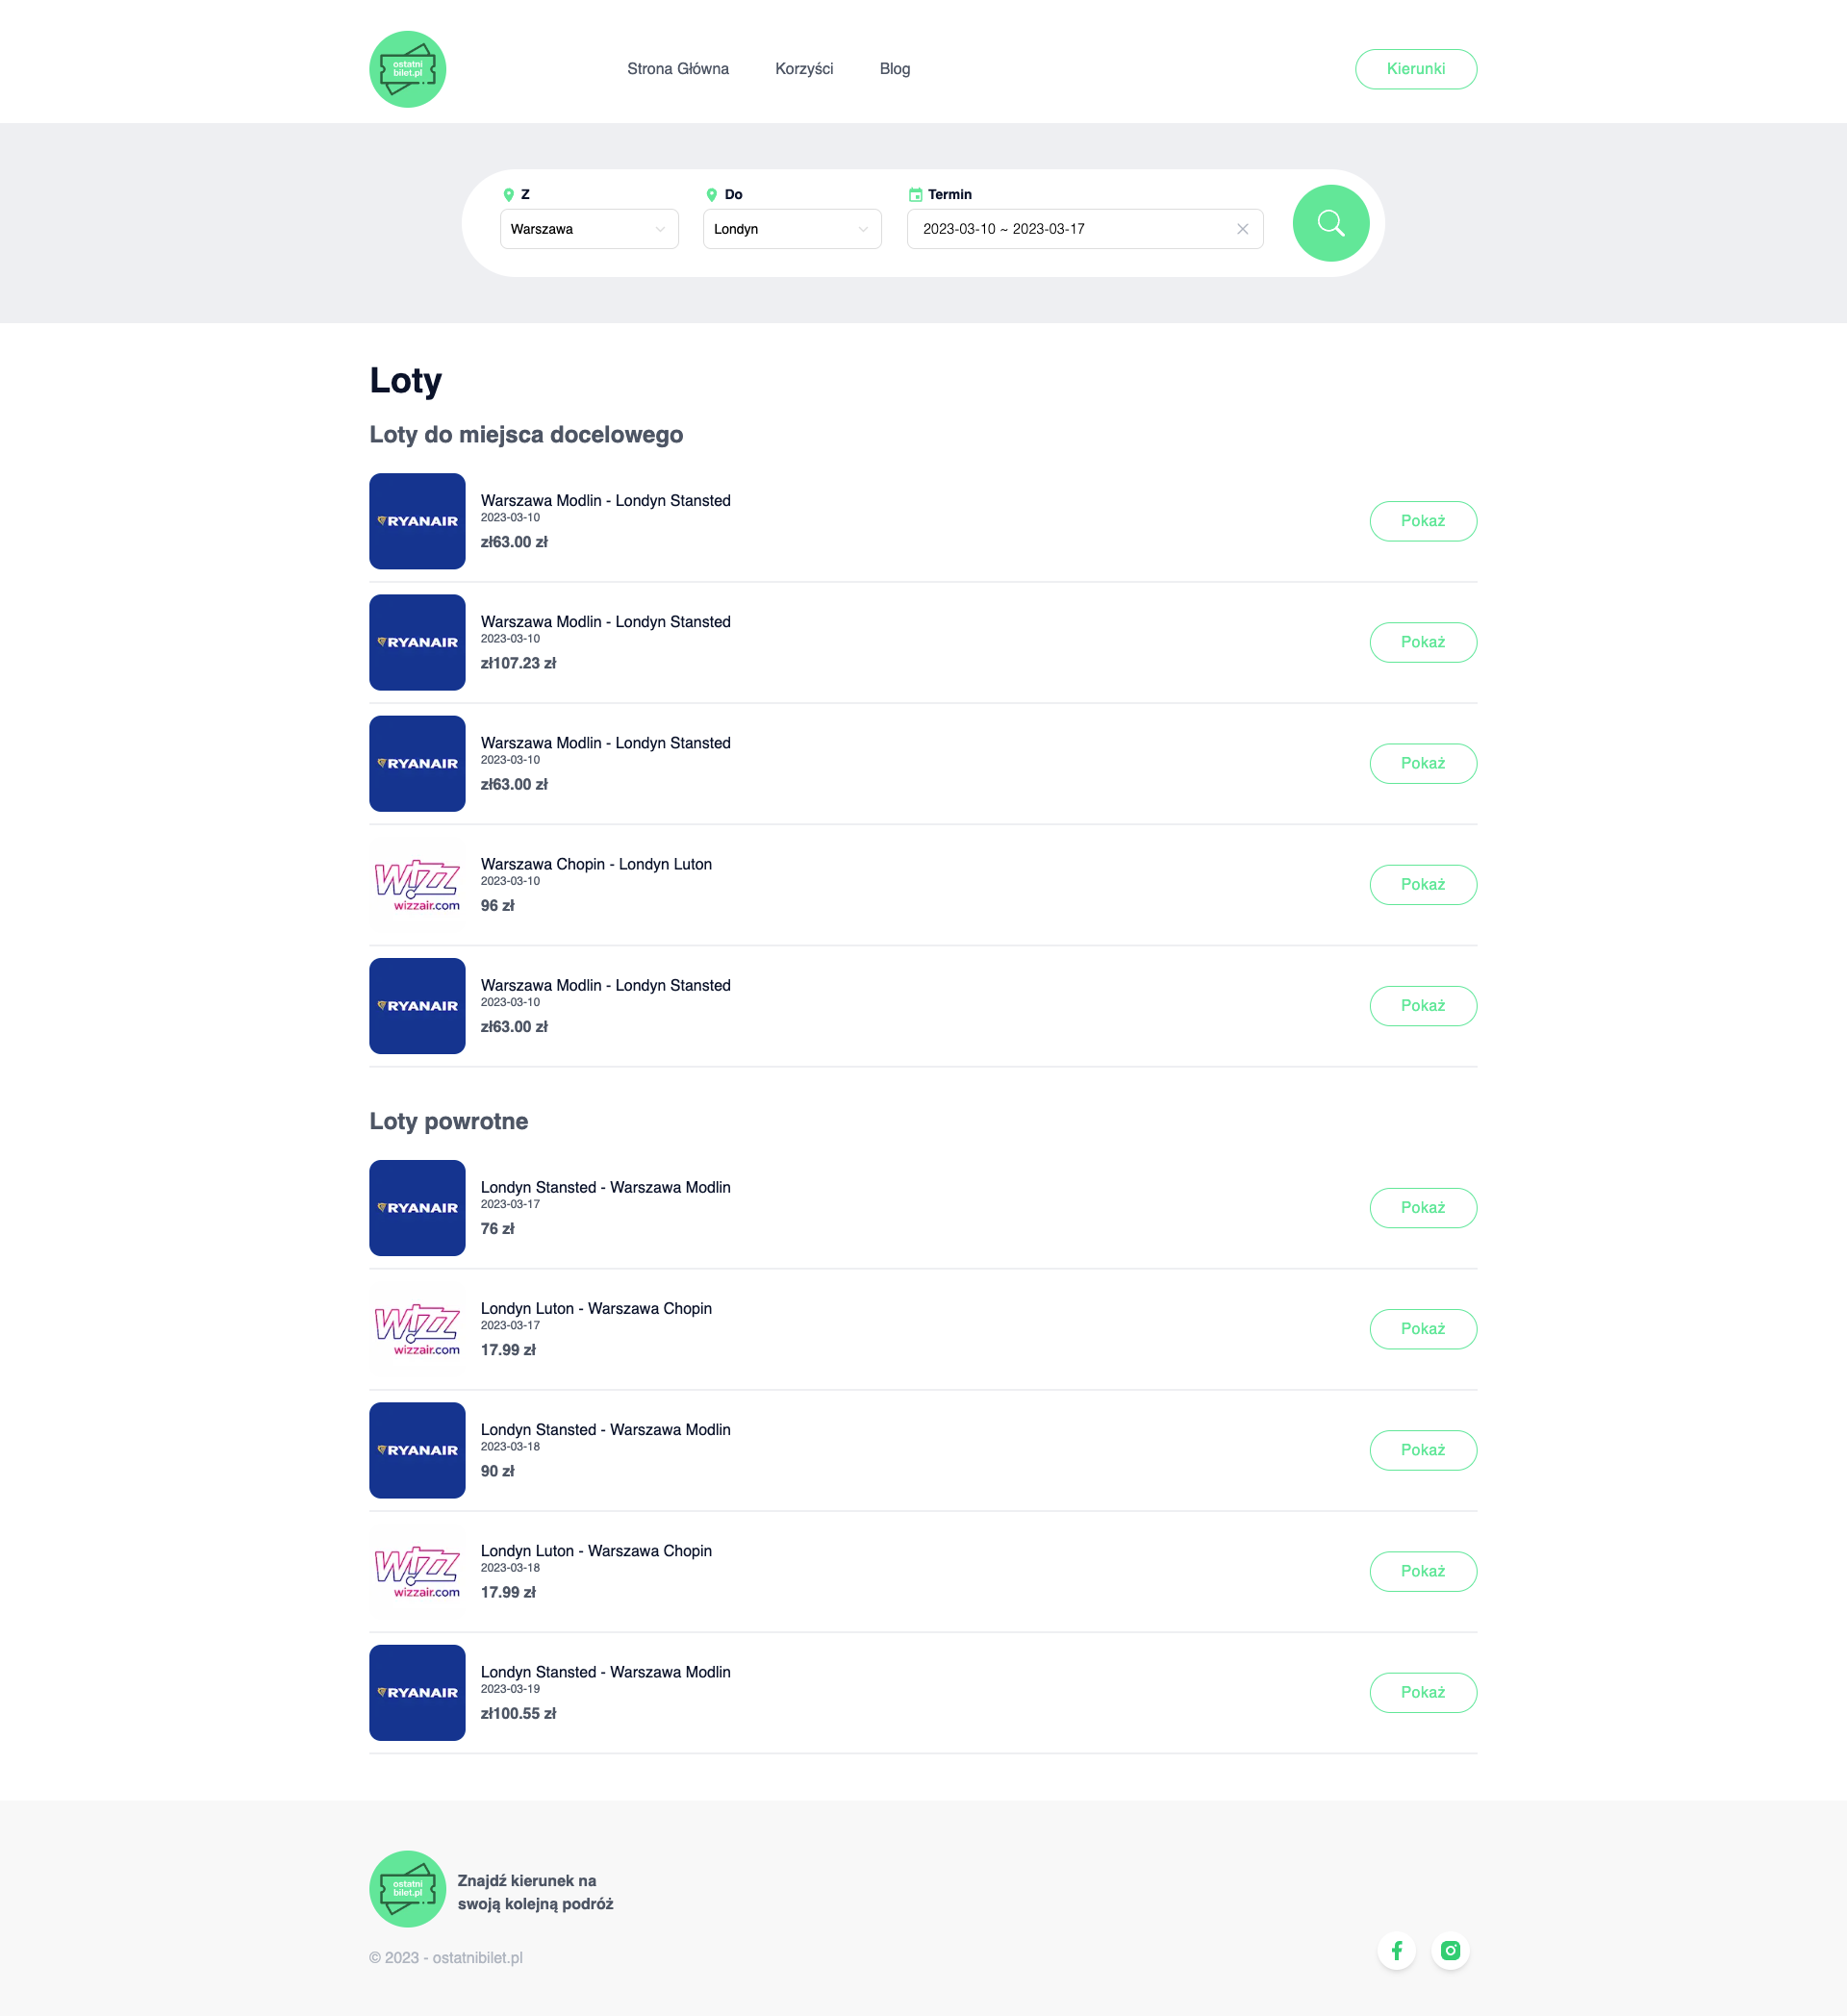 ostatni
bilet.pl
Strona Główna
Korzyści
Blog
Kierunki
Z
Do
Termin
Warszawa
Londyn
2023-03-10 ~ 2023-03-17
Loty
Loty do miejsca docelowego
RYANAIR
Warszawa Modlin - Londyn Stansted
2023-03-10
zł63.00 zł
Pokaż
RYANAIR
Warszawa Modlin - Londyn Stansted
2023-03-10
zł107.23 zł
Pokaż
RYANAIR
Warszawa Modlin - Londyn Stansted
2023-03-10
zł63.00 zł
Pokaż
WIZZ
wizzair.com
Warszawa Chopin - Londyn Luton
2023-03-10
96 zł
Pokaż
RYANAIR
Warszawa Modlin - Londyn Stansted
2023-03-10
zł63.00 zł
Pokaż
Loty powrotne
RYANAIR
Londyn Stansted - Warszawa Modlin
2023-03-17
76 zł
Pokaż
WIZZ
wizzair.com
Londyn Luton - Warszawa Chopin
2023-03-17
17.99 zł
Pokaż
RYANAIR
Londyn Stansted - Warszawa Modlin
2023-03-18
90 zł
Pokaż
WIZZ
wizzair.com
Londyn Luton - Warszawa Chopin
2023-03-18
17.99 zł
Pokaż
RYANAIR
Londyn Stansted - Warszawa Modlin
2023-03-19
zł100.55 zł
Pokaż
ostatni
bilet.pl
Znajdź kierunek na
swoją kolejną podróż
© 2023 - ostatnibilet.pl